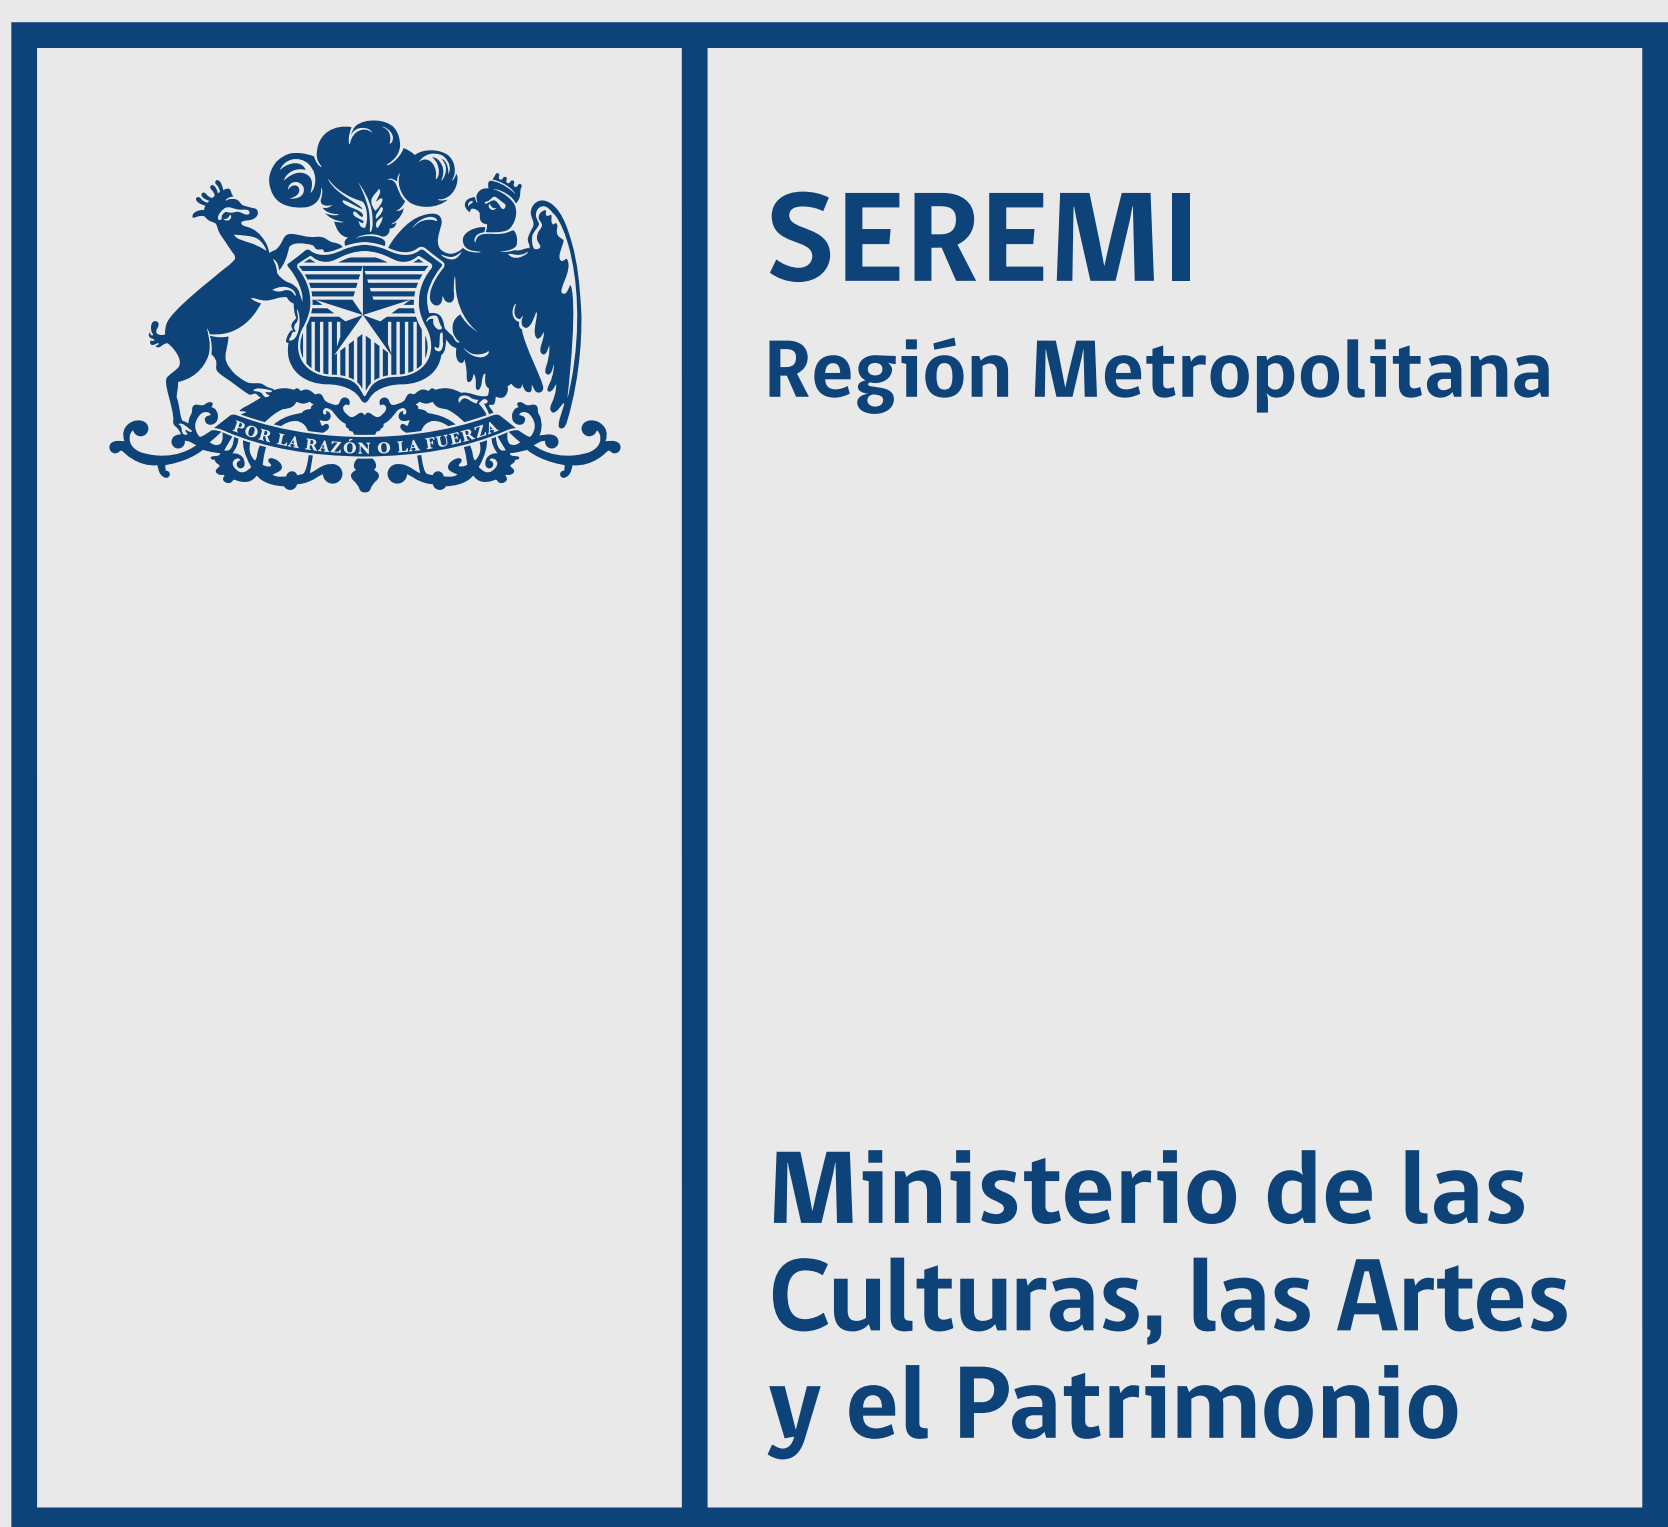 POR LA RAZÓN O LA FUERZA
SEREMI
Región Metropolitana
Ministerio de las
Culturas, las Artes
y el Patrimonio